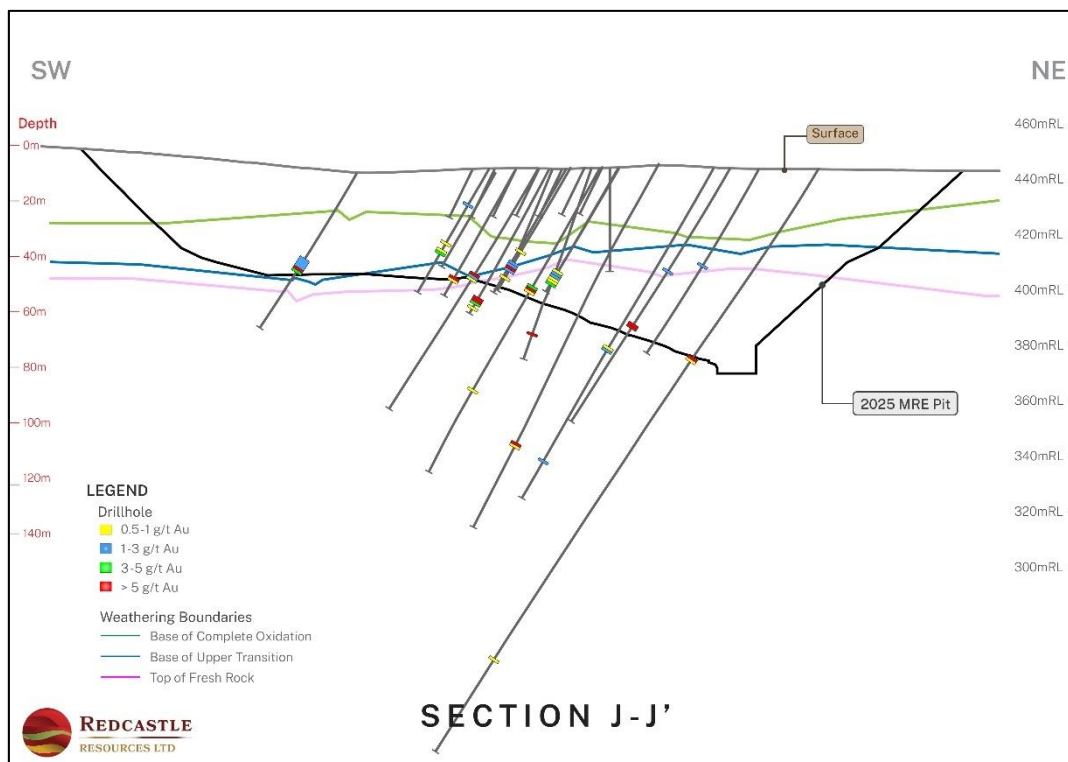 SW
NE
Depth
0m
20m
40m
60m
80m
100m
120m
140m
460mRL
440mRL
420mRL
400mRL
380mRL
360mRL
340mRL
320mRL
300mRL
Surface
2025 MRE Pit
LEGEND
Drillhole
0.5-1 g/t Au
1-3 g/t Au
3-5 g/t Au
> 5 g/t Au
Weathering Boundaries
Base of Complete Oxidation
Base of Upper Transition
Top of Fresh Rock
REDCASTLE
RESOURCES LTD
SECTION J-J’